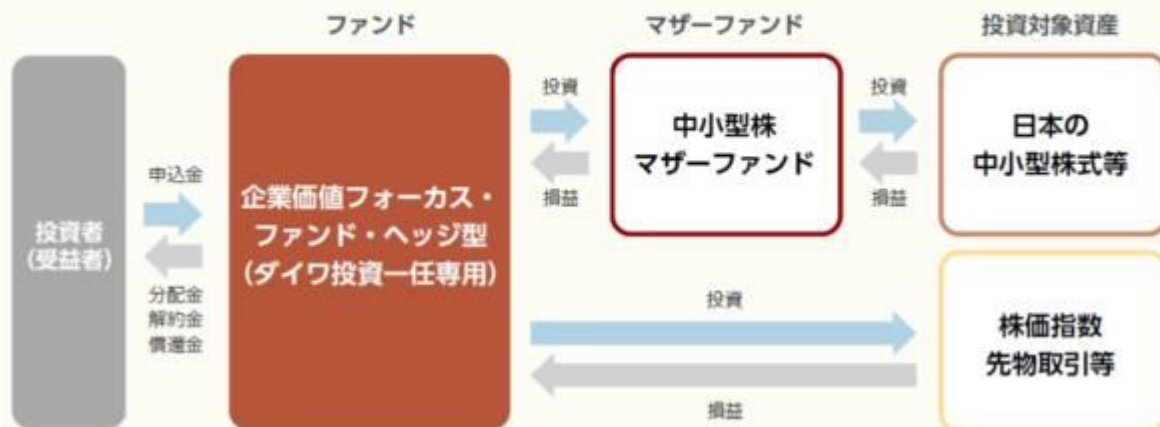 ファンド
マザーファンド
投資対象資産
投資者
(受益者)
申込金
分配金
解約金
償還金
企業価値フォーカス・
ファンド・ヘッジ型
(ダイワ投資一任専用)
投資
損益
中小型株
マザーファンド
投資
損益
日本の
中小型株式等
投資
損益
株価指数
先物取引等